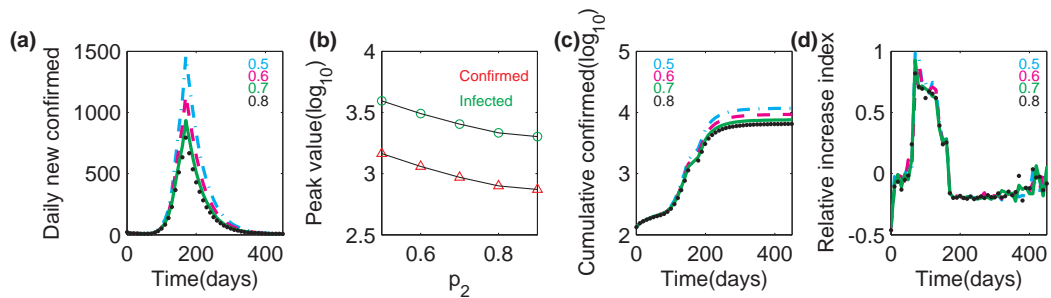 (a)
Daily new confirmed
1500
1000
500
0
0.5
0.6
0.7
0.8
0
200
400
Time(days)
(b)
Peak value(log10)
4
3.5
3
2.5
Confirmed
Infected
0.6
0.8
p2
(c)
Cumulative confirmed(log10)
5
4
3
2
0.5
0.6
0.7
0.8
0
200
400
Time(days)
(d)
Relative increase index
1
0.5
0
-0.5
0.5
0.6
0.7
0.8
0
200
400
Time(days)